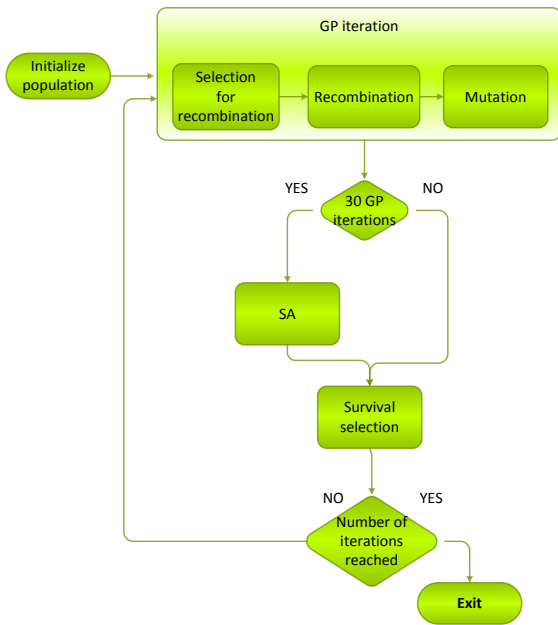 GP iteration
Initialize
population
Selection
for
recombination
Recombination
Mutation
YES
NO
30 GP
iterations
SA
Survival
selection
NO
YES
Number of
iterations
reached
Exit